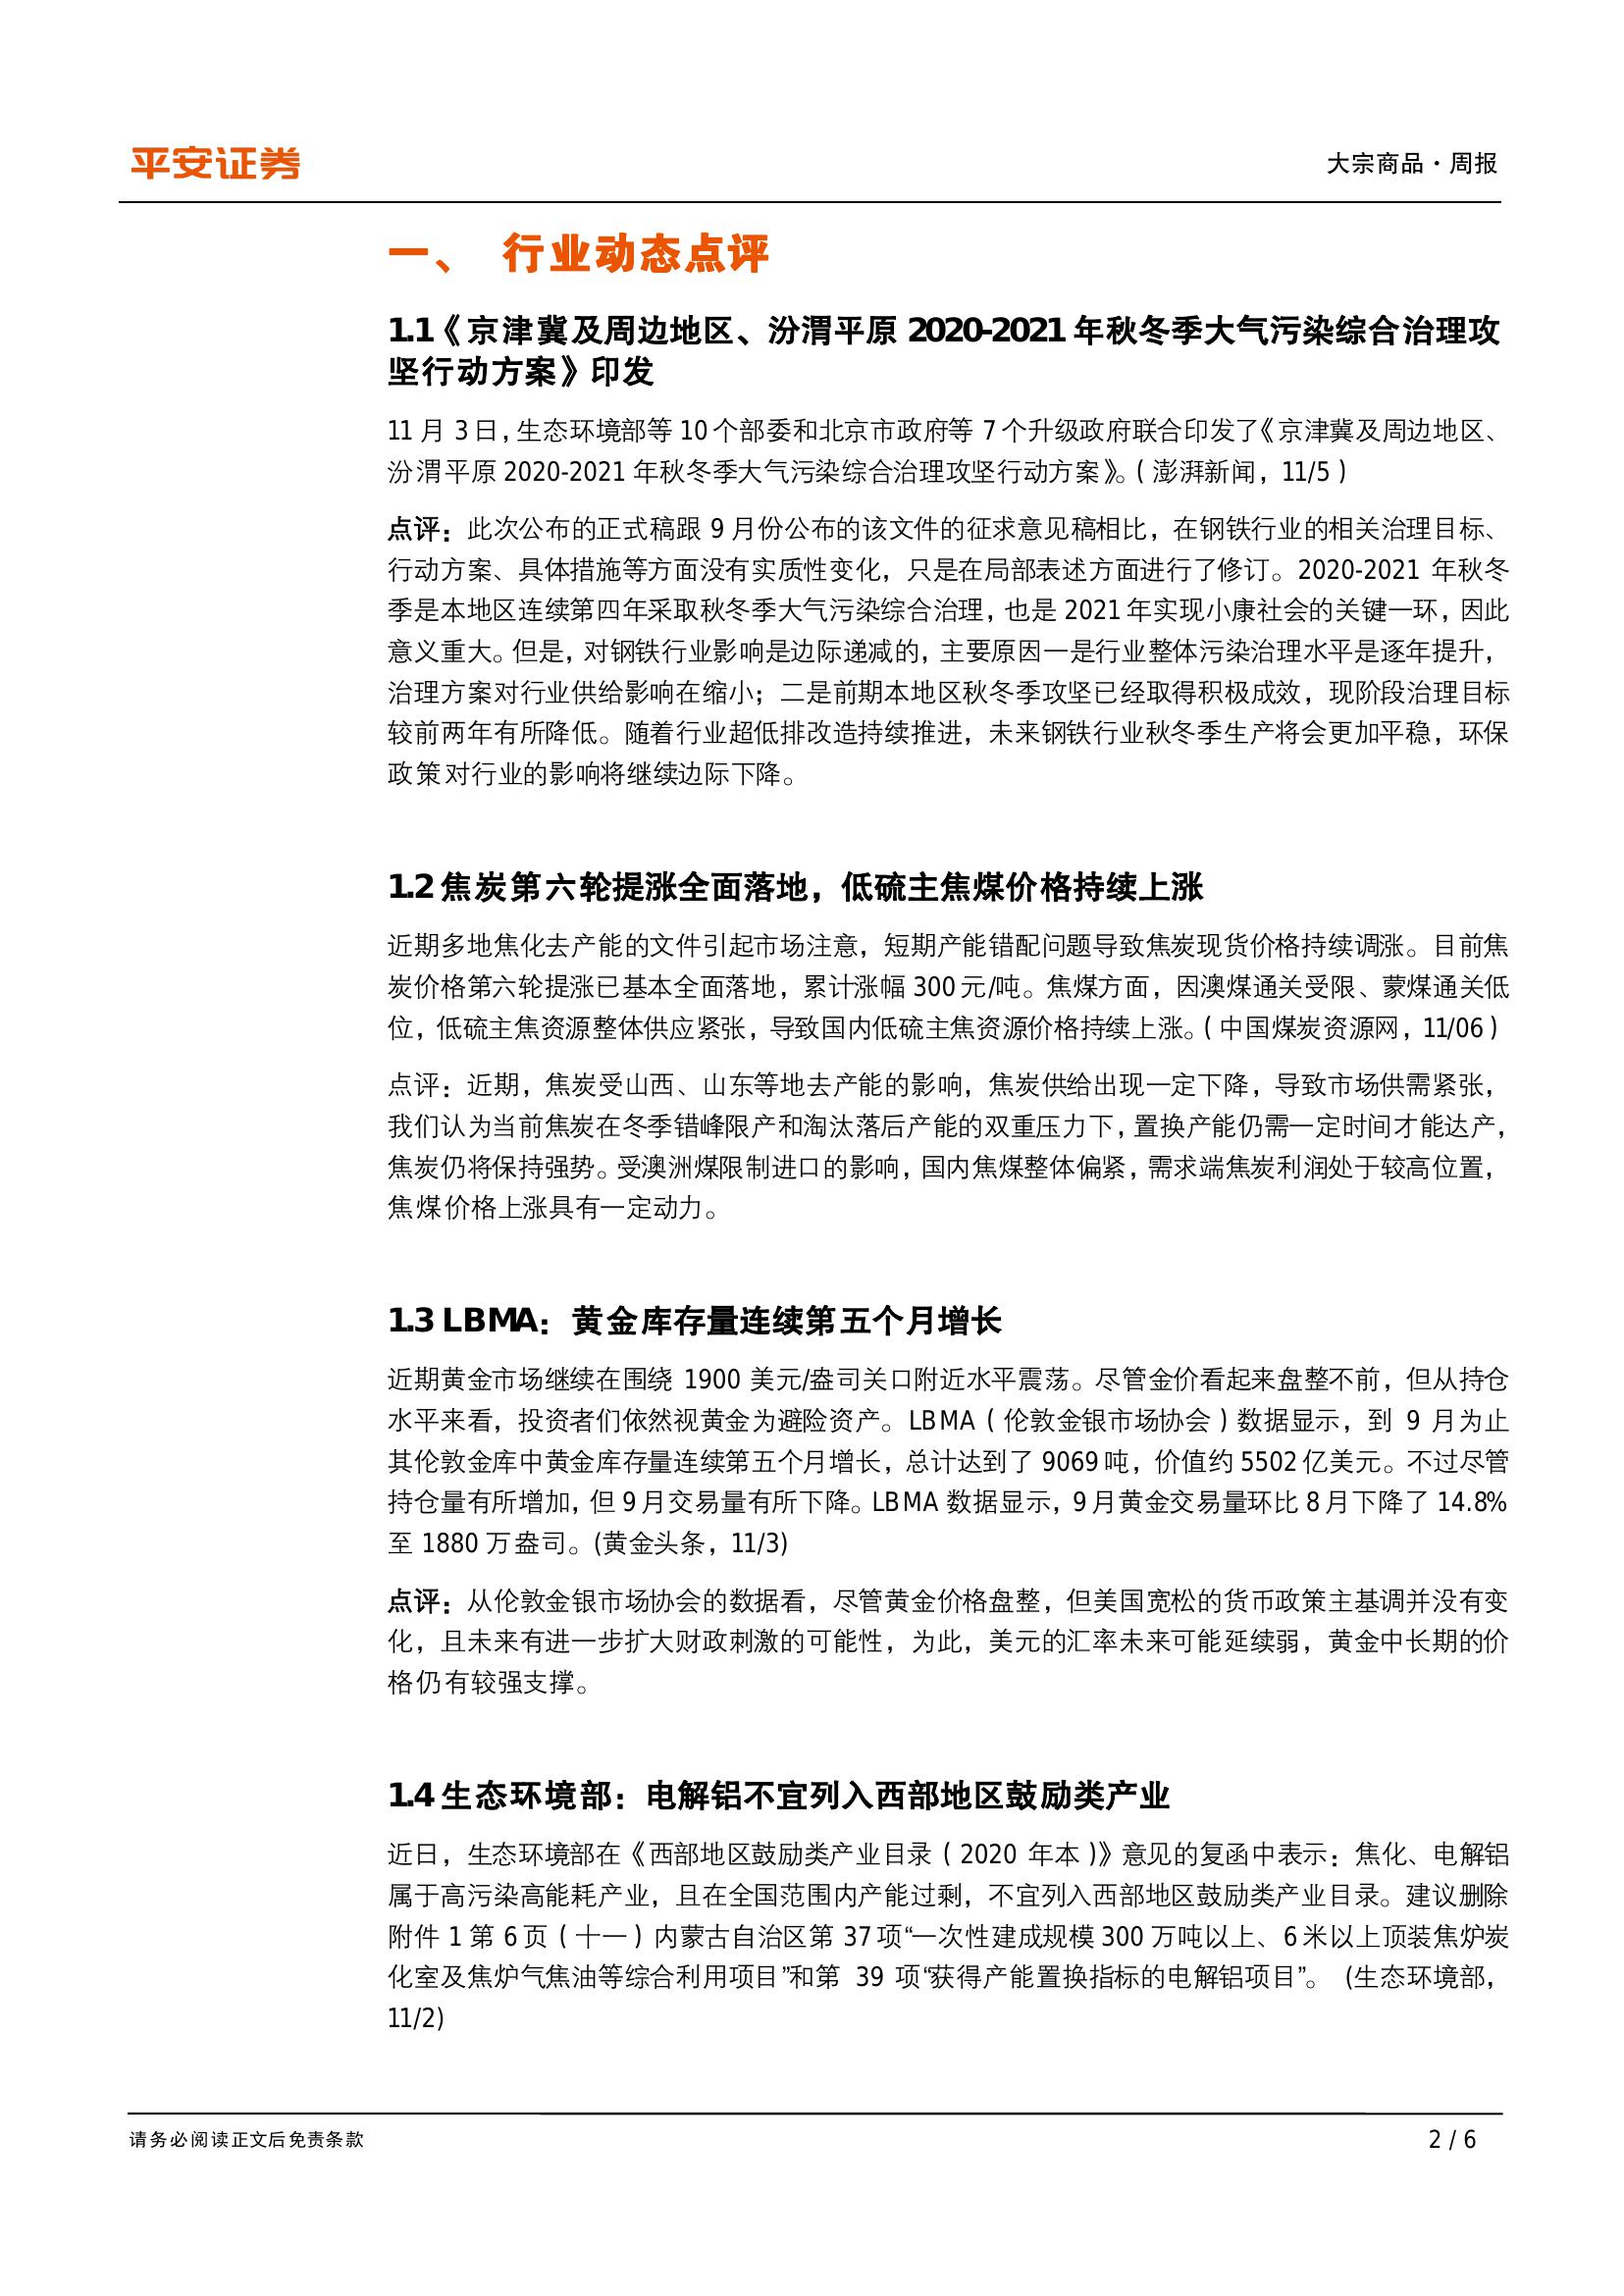 平安证券
大宗商品·周报
一、 行业动态点评
1.1《京津冀及周边地区、汾渭平原 2020-2021 年秋冬季大气污染综合治理攻
坚行动方案》印发
11 月 3 日，生态环境部等 10 个部委和北京市政府等 7 个升级政府联合印发了《京津冀及周边地区、
汾渭平原 2020-2021 年秋冬季大气污染综合治理攻坚行动方案》。（澎湃新闻，11/5）
点评：此次公布的正式稿跟 9 月份公布的该文件的征求意见稿相比，在钢铁行业的相关治理目标、
行动方案、具体措施等方面没有实质性变化，只是在局部表述方面进行了修订。2020-2021 年秋冬
季是本地区连续第四年采取秋冬季大气污染综合治理，也是 2021 年实现小康社会的关键一环，因此
意义重大。但是，对钢铁行业影响是边际递减的，主要原因一是行业整体污染治理水平是逐年提升，
治理方案对行业供给影响在缩小；二是前期本地区秋冬季攻坚已经取得积极成效，现阶段治理目标
较前两年有所降低。随着行业超低排改造持续推进，未来钢铁行业秋冬季生产将会更加平稳，环保
政策对行业的影响将继续边际下降。
1.2 焦炭第六轮提涨全面落地，低硫主焦煤价格持续上涨
近期多地焦化去产能的文件引起市场注意，短期产能错配问题导致焦炭现货价格持续调涨。目前焦
炭价格第六轮提涨已基本全面落地，累计涨幅 300 元/吨。焦煤方面，因澳煤通关受限、蒙煤通关低
位，低硫主焦资源整体供应紧张，导致国内低硫主焦资源价格持续上涨。（中国煤炭资源网，11/06）
点评：近期，焦炭受山西、山东等地去产能的影响，焦炭供给出现一定下降，导致市场供需紧张，
我们认为当前焦炭在冬季错峰限产和淘汰落后产能的双重压力下，置换产能仍需一定时间才能达产，
焦炭仍将保持强势。受澳洲煤限制进口的影响，国内焦煤整体偏紧，需求端焦炭利润处于较高位置，
焦煤价格上涨具有一定动力。
1.3 LBMA：黄金库存量连续第五个月增长
近期黄金市场继续在围绕 1900 美元/盎司关口附近水平震荡。尽管金价看起来盘整不前，但从持仓
水平来看，投资者们依然视黄金为避险资产。LBMA（伦敦金银市场协会）数据显示，到 9 月为止
其伦敦金库中黄金库存量连续第五个月增长，总计达到了 9069 吨，价值约 5502 亿美元。不过尽管
持仓量有所增加，但 9 月交易量有所下降。LBMA 数据显示，9 月黄金交易量环比 8 月下降了 14.8%
至 1880 万盎司。(黄金头条，11/3)
点评：从伦敦金银市场协会的数据看，尽管黄金价格盘整，但美国宽松的货币政策主基调并没有变
化，且未来有进一步扩大财政刺激的可能性，为此，美元的汇率未来可能延续弱，黄金中长期的价
格仍有较强支撑。
1.4 生态环境部：电解铝不宜列入西部地区鼓励类产业
近日，生态环境部在《西部地区鼓励类产业目录（2020 年本）》意见的复函中表示：焦化、电解铝
属于高污染高能耗产业，且在全国范围内产能过剩，不宜列入西部地区鼓励类产业目录。建议删除
附件 1 第 6 页（十一）内蒙古自治区第 37 项“一次性建成规模 300 万吨以上、6 米以上顶装焦炉炭
化室及焦炉气焦油等综合利用项目”和第 39 项“获得产能置换指标的电解铝项目”。 (生态环境部，
11/2)
请务必阅读正文后免责条款
2 / 6